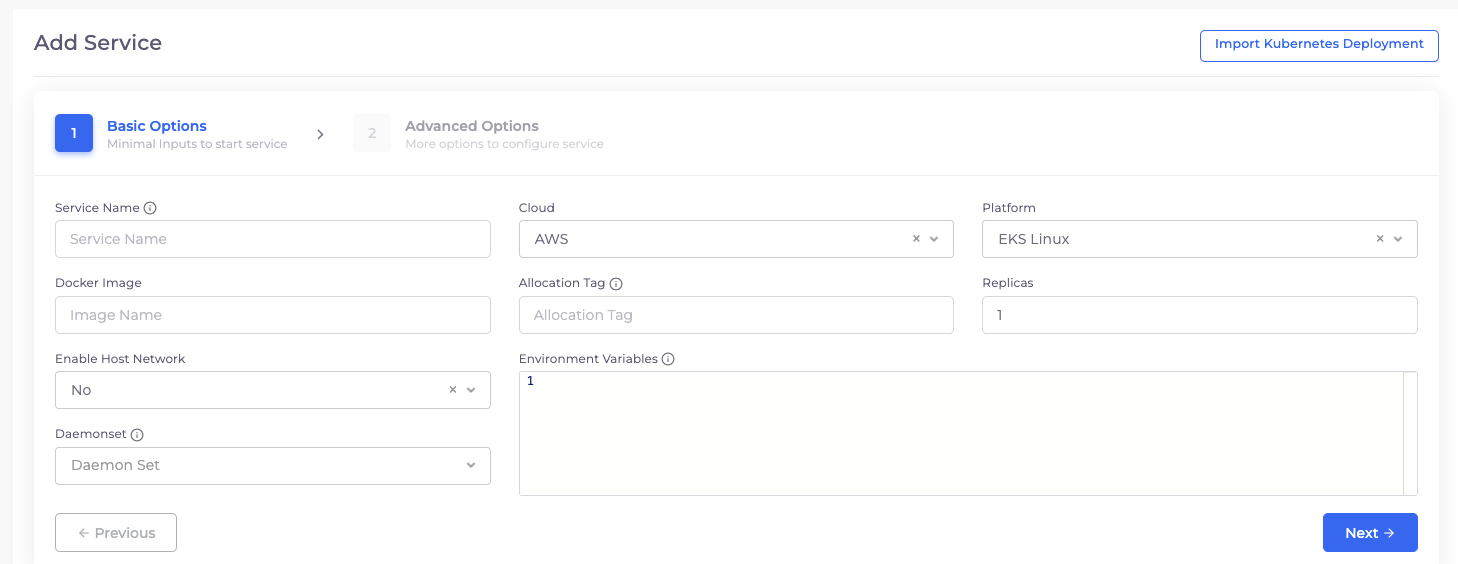 Add Service
Import Kubernetes Deployment
1
Basic Options
Minimal Inputs to start service
2
Advanced Options
More options to configure service
Service Name
Cloud
Platform
Service Name
AWS
EKS Linux
Docker Image
Allocation Tag
Replicas
Image Name
Allocation Tag
1
Enable Host Network
Environment Variables
No
1
Daemonset
Daemon Set
← Previous
Next →